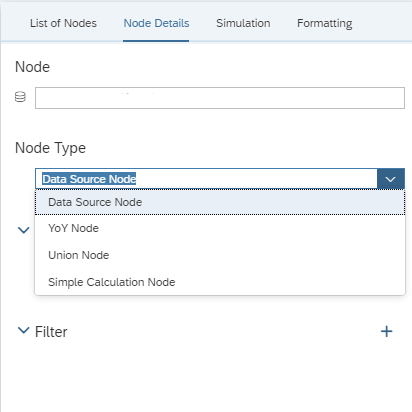 List of Nodes Node Details Simulation Formatting
Node
Node Type
Data Source Node
Data Source Node
YoY Node
Union Node
Simple Calculation Node
Filter +